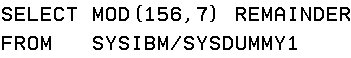 SELECT MOD(156,7) REMAINDER
FROM   SYSIBM/SYSDUMMY1